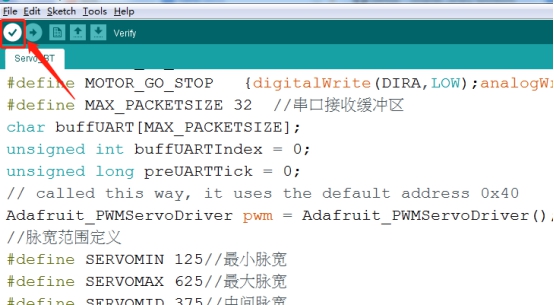 File Edit Sketch Tools Help
Verify
#define MOTOR_GO_STOP {digitalWrite(DIRA,LOW);analogWr
#define MAX_PACKETSIZE 32 //串口接收缓冲区
char buffUART[MAX_PACKETSIZE];
unsigned int buffUARTIndex = 0;
unsigned long preUARTTick = 0;
// called this way, it uses the default address 0x40
Adafruit_PWMServoDriver pwm = Adafruit_PWMServoDriver()
//脉宽范围定义
#define SERVOMIN 125//最小脉宽
#define SERVOMAX 625//最大脉宽
#define SERVOMID 375//中间脉宽